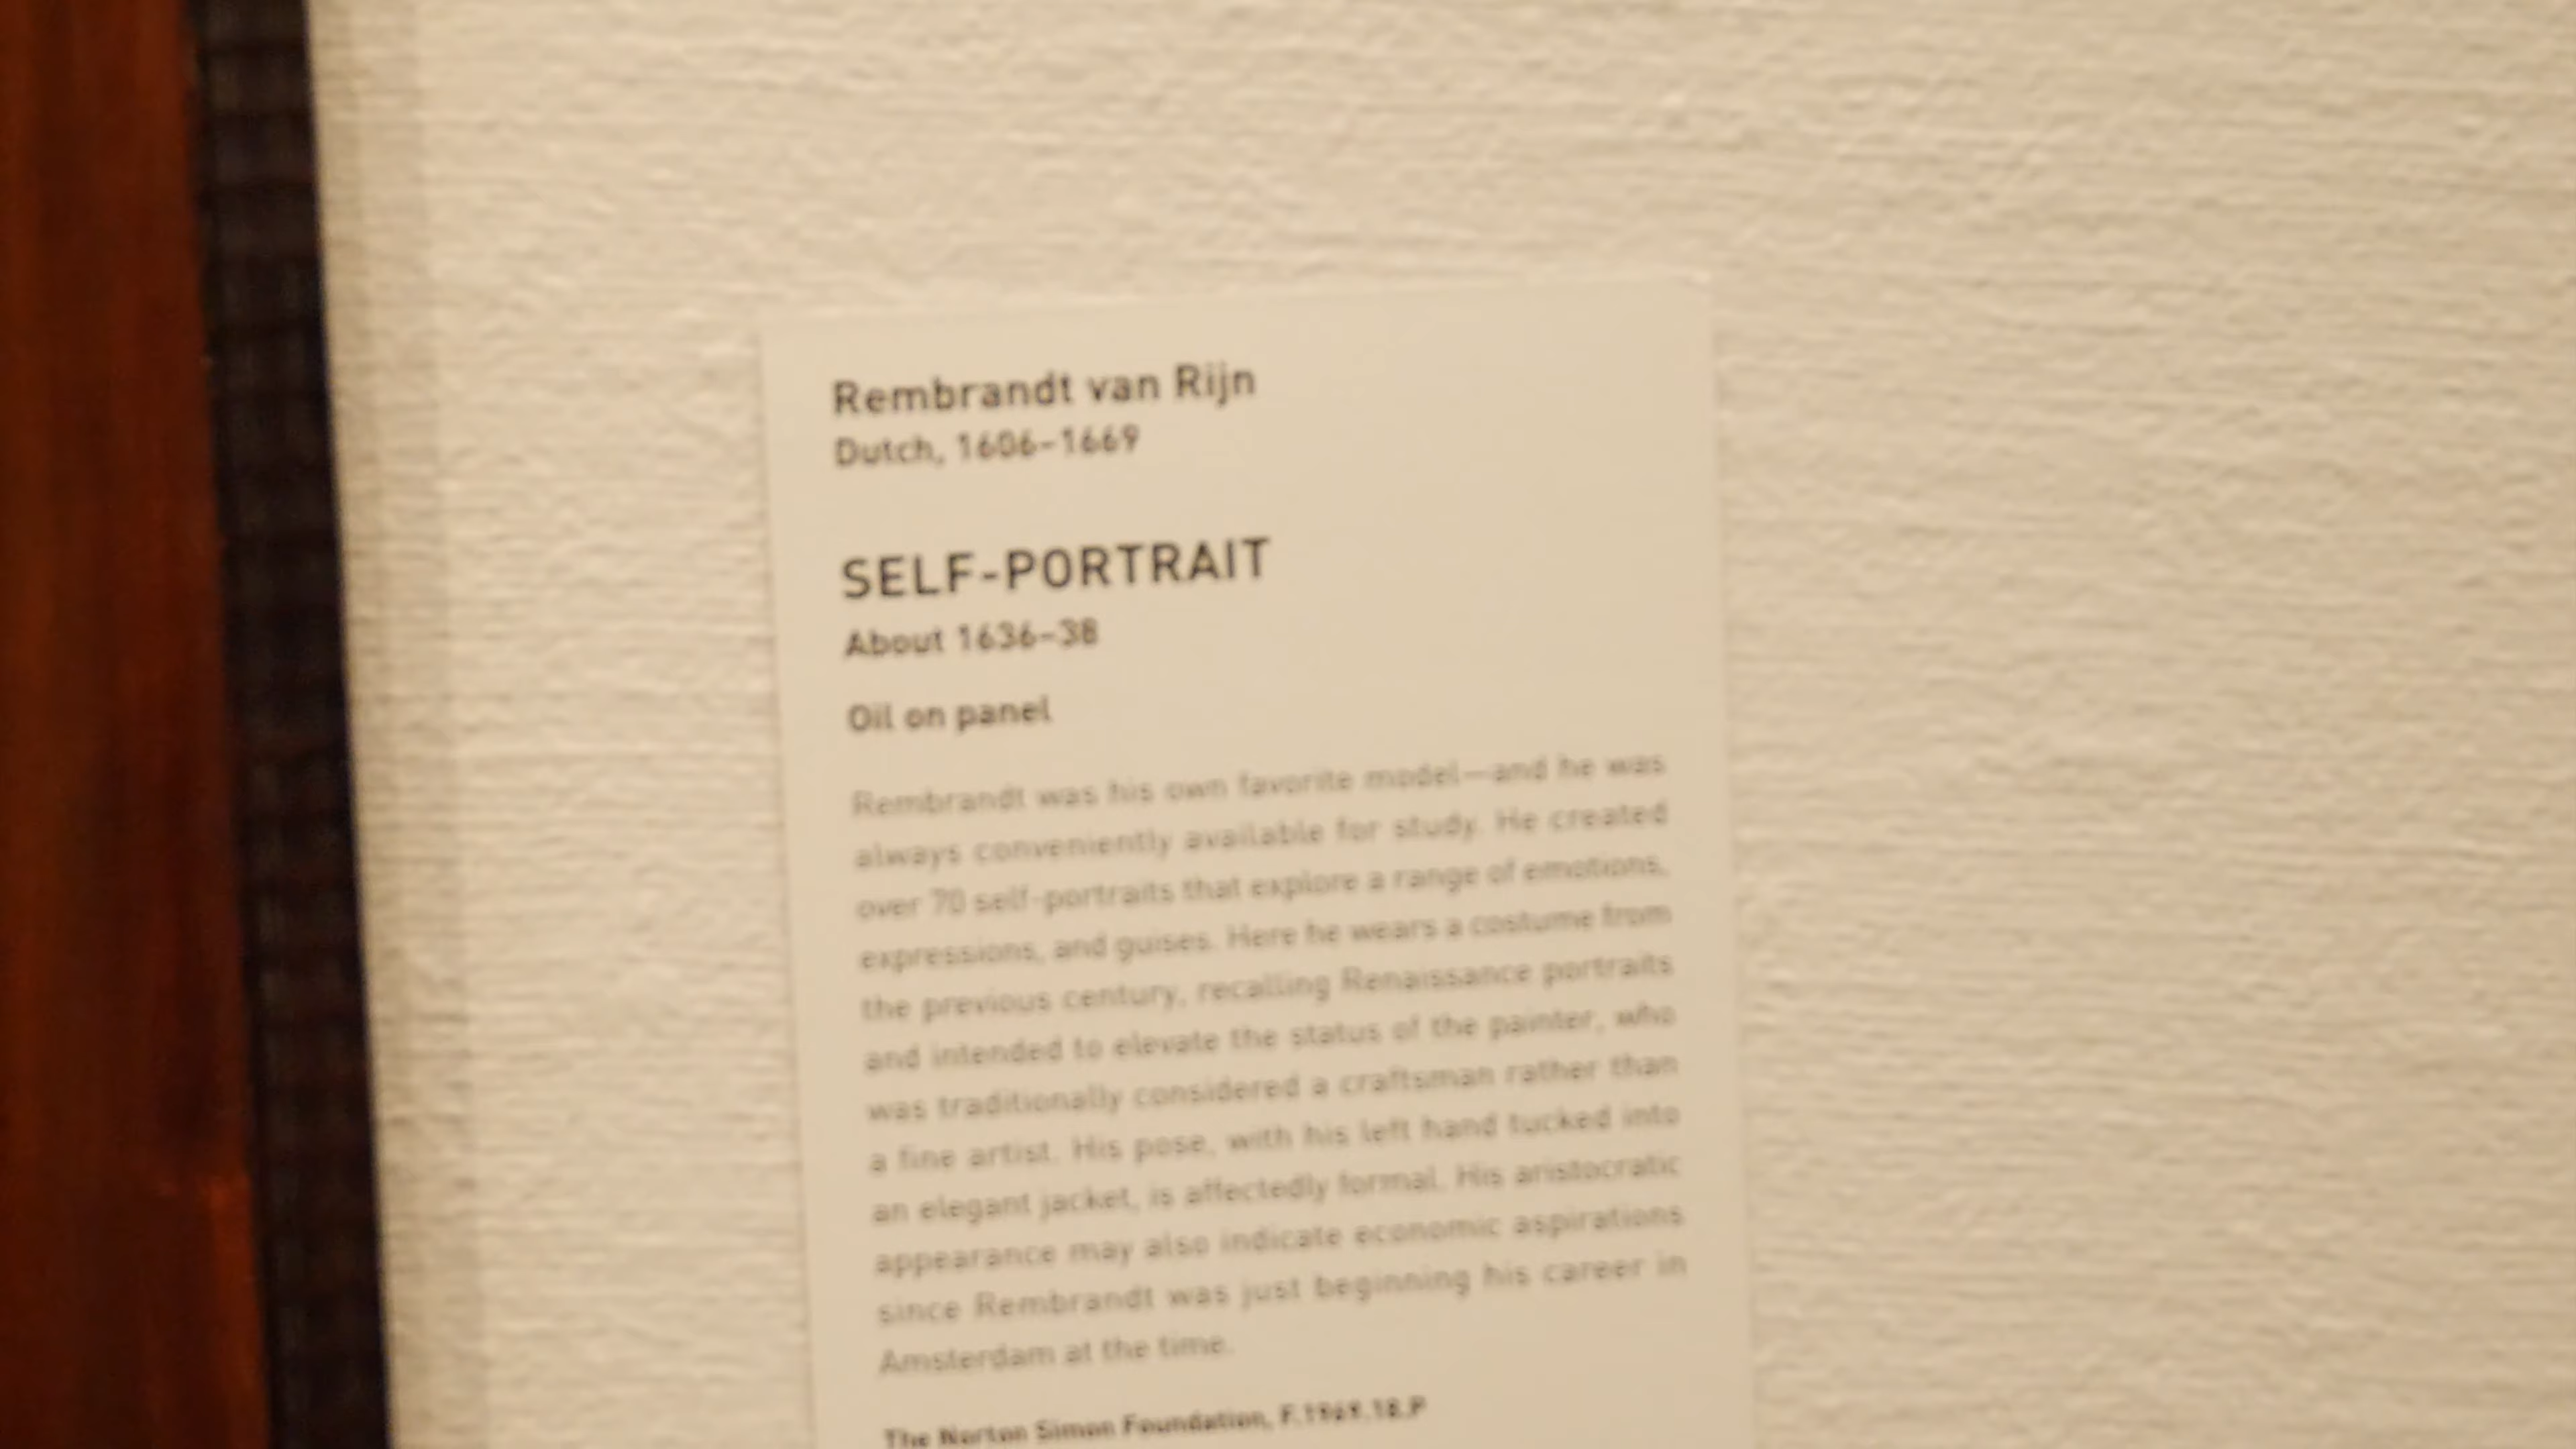 Rembrandt van Rijn
Dutch, 1606–1669
SELF-PORTRAIT
About 1636–38
Oil on panel
Rembrandt was his own favorite model—and he was
always conveniently available for study. He created
over 70 self-portraits that explore a range of emotions,
expressions, and guises. Here he wears a costume from
the previous century, recalling Renaissance portraits
and intended to elevate the status of the painter, who
was traditionally considered a craftsman rather than
a fine artist. His pose, with his left hand tucked into
an elegant jacket, is affectedly formal. His aristocratic
appearance may also indicate economic aspirations
since Rembrandt was just beginning his career in
Amsterdam at the time.
The Norton Simon Foundation, F.1969.18.P